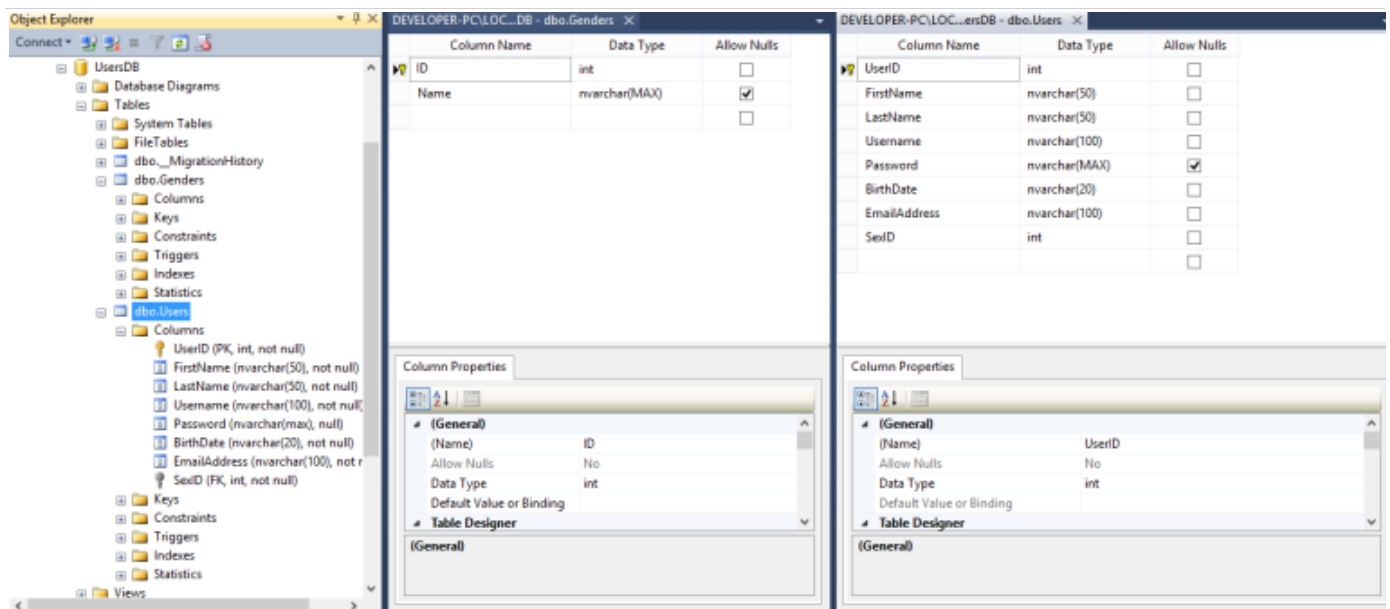 Object Explorer
Connect
UsersDB
Database Diagrams
Tables
System Tables
FileTables
dbo.__MigrationHistory
dbo.Genders
Columns
Keys
Constraints
Triggers
Indexes
Statistics
dbo.Users
Columns
UserID (PK, int, not null)
FirstName (nvarchar(50), not null)
LastName (nvarchar(50), not null)
Username (nvarchar(100), not null,
Password (nvarchar(max), null)
BirthDate (nvarchar(20), not null)
EmailAddress (nvarchar(100), not r
SexID (FK, int, not null)
Keys
Constraints
Triggers
Indexes
Statistics
Views
DEVELOPER-PC\LOC...DB - dbo.Genders
Column Name Data Type Allow Nulls
ID int
Name nvarchar(MAX)
Column Properties
(General)
(Name) ID
Allow Nulls No
Data Type int
Default Value or Binding
Table Designer
(General)
DEVELOPER-PC\LOC...ersDB - dbo.Users
Column Name Data Type Allow Nulls
UserID int
FirstName nvarchar(50)
LastName nvarchar(50)
Username nvarchar(100)
Password nvarchar(MAX)
BirthDate nvarchar(20)
EmailAddress nvarchar(100)
SexID int
Column Properties
(General)
(Name) UserID
Allow Nulls No
Data Type int
Default Value or Binding
Table Designer
(General)